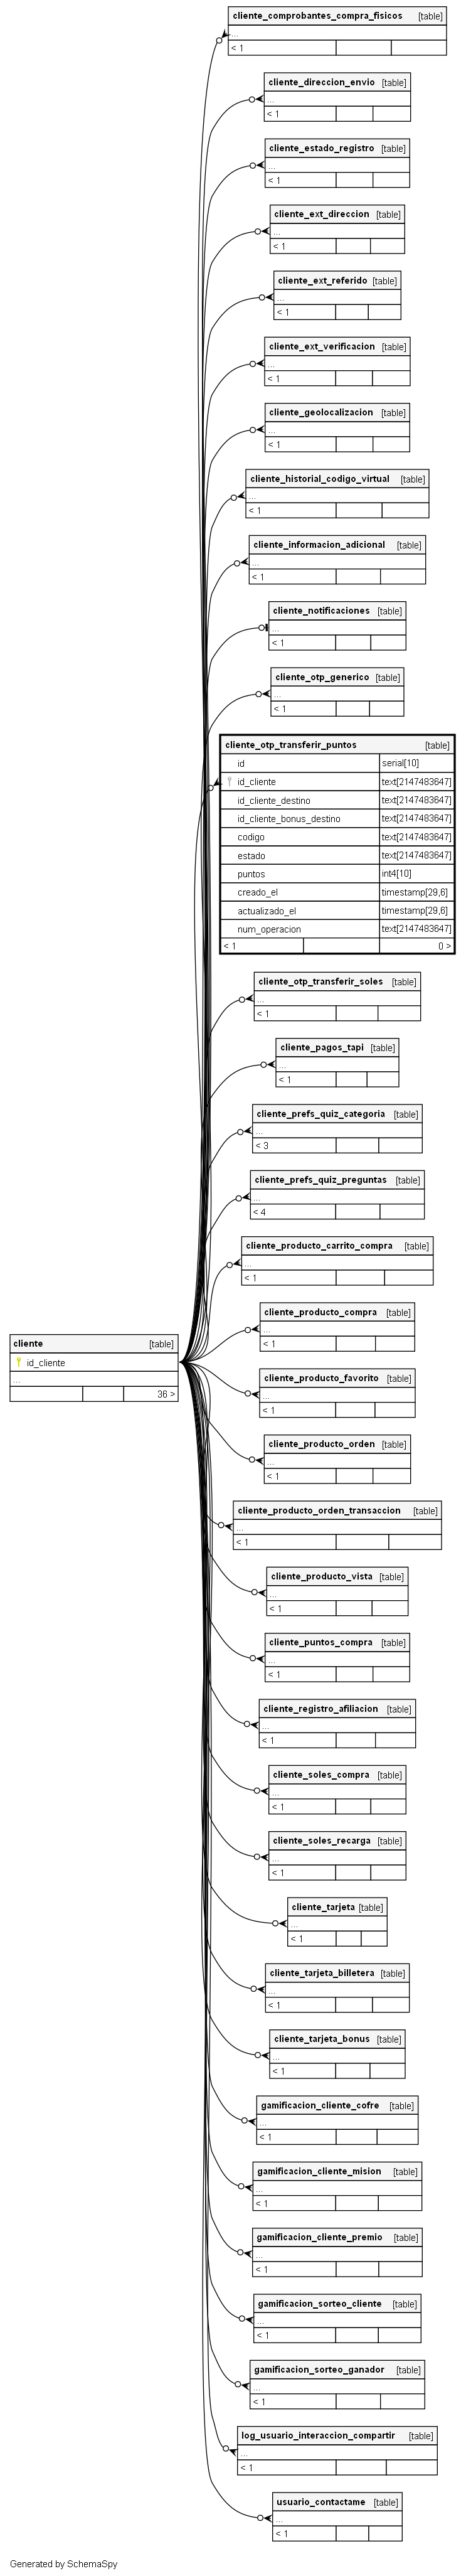 cliente_comprobantes_compra_fisicos [table]
...
< 1
cliente_direccion_envio [table]
...
< 1
cliente_estado_registro [table]
...
< 1
cliente_ext_direccion [table]
...
< 1
cliente_ext_referido [table]
...
< 1
cliente_ext_verificacion [table]
...
< 1
cliente_geolocalizacion [table]
...
< 1
cliente_historial_codigo_virtual [table]
...
< 1
cliente_informacion_adicional [table]
...
< 1
cliente_notificaciones [table]
...
< 1
cliente_otp_generico [table]
...
< 1
cliente_otp_transferir_puntos [table]
id serial[10]
id_cliente text[2147483647]
id_cliente_destino text[2147483647]
id_cliente_bonus_destino text[2147483647]
codigo text[2147483647]
estado text[2147483647]
puntos int4[10]
creado_el timestamp[29,6]
actualizado_el timestamp[29,6]
num_operacion text[2147483647]
< 1 0 >
cliente_otp_transferir_soles [table]
...
< 1
cliente_pagos_tapi [table]
...
< 1
cliente_prefs_quiz_categoria [table]
...
< 3
cliente_prefs_quiz_preguntas [table]
...
< 4
cliente_producto_carrito_compra [table]
...
< 1
cliente_producto_compra [table]
...
< 1
cliente [table]
id_cliente
...
36 >
cliente_producto_favorito [table]
...
< 1
cliente_producto_orden [table]
...
< 1
cliente_producto_orden_transaccion [table]
...
< 1
cliente_producto_vista [table]
...
< 1
cliente_puntos_compra [table]
...
< 1
cliente_registro_afiliacion [table]
...
< 1
cliente_soles_compra [table]
...
< 1
cliente_soles_recarga [table]
...
< 1
cliente_tarjeta [table]
...
< 1
cliente_tarjeta_billetera [table]
...
< 1
cliente_tarjeta_bonus [table]
...
< 1
gamificacion_cliente_cofre [table]
...
< 1
gamificacion_cliente_mision [table]
...
< 1
gamificacion_cliente_premio [table]
...
< 1
gamificacion_sorteo_cliente [table]
...
< 1
gamificacion_sorteo_ganador [table]
...
< 1
log_usuario_interaccion_compartir [table]
...
< 1
usuario_contactame [table]
...
< 1
Generated by SchemaSpy